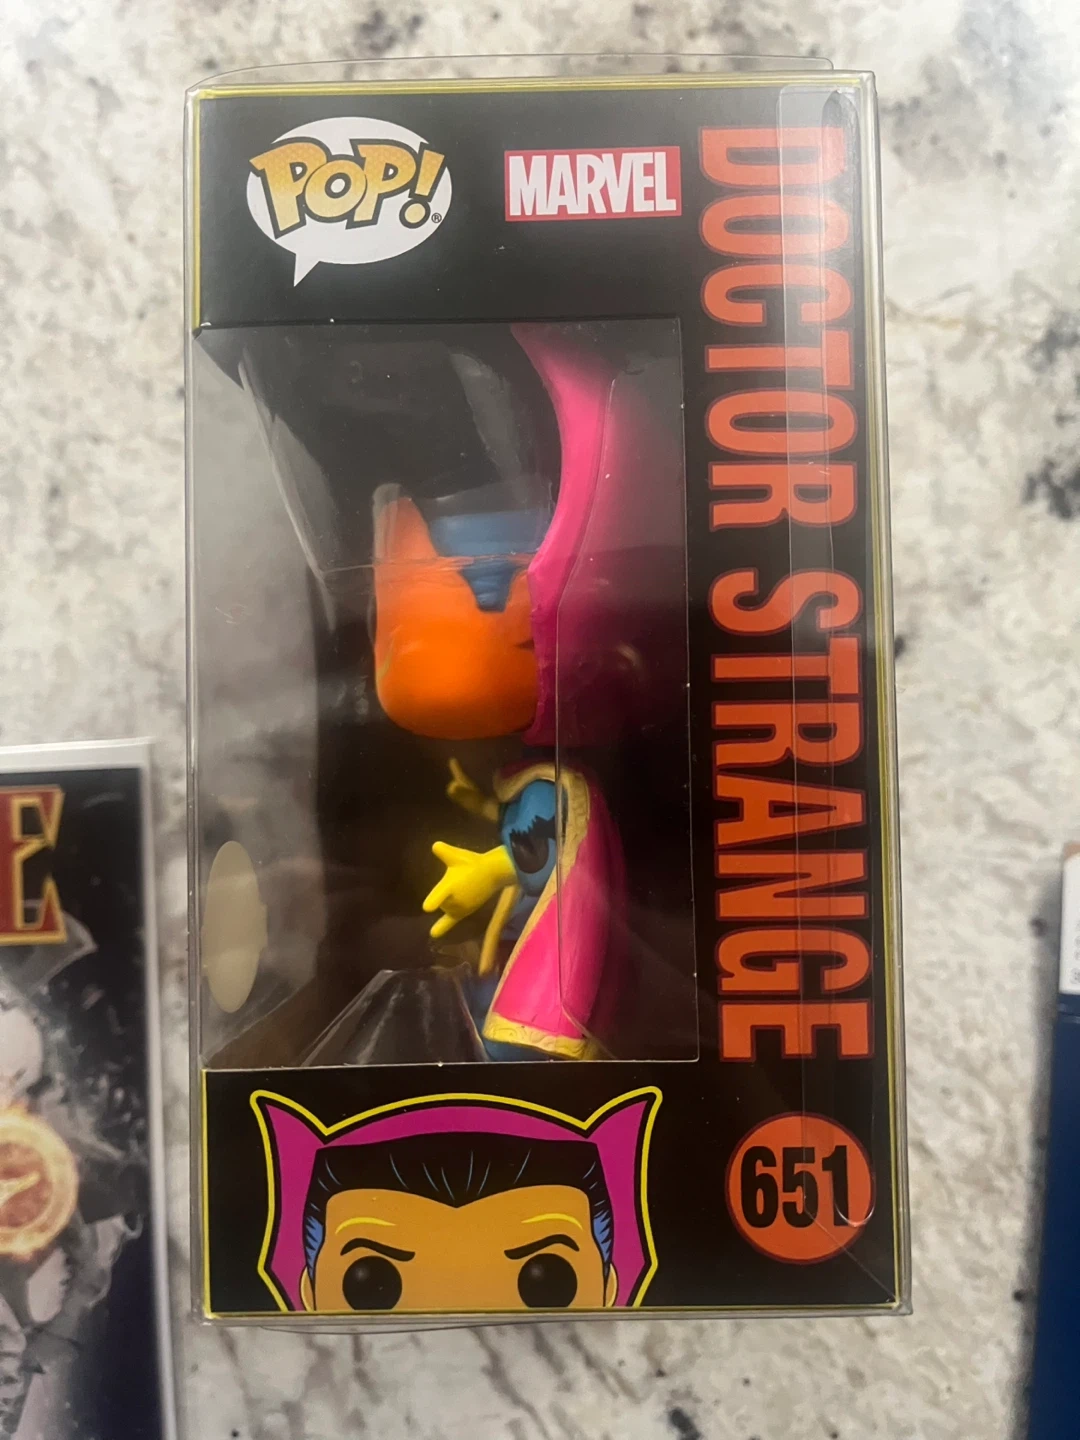 POP!®
MARVEL
DOCTOR STRANGE
651
E